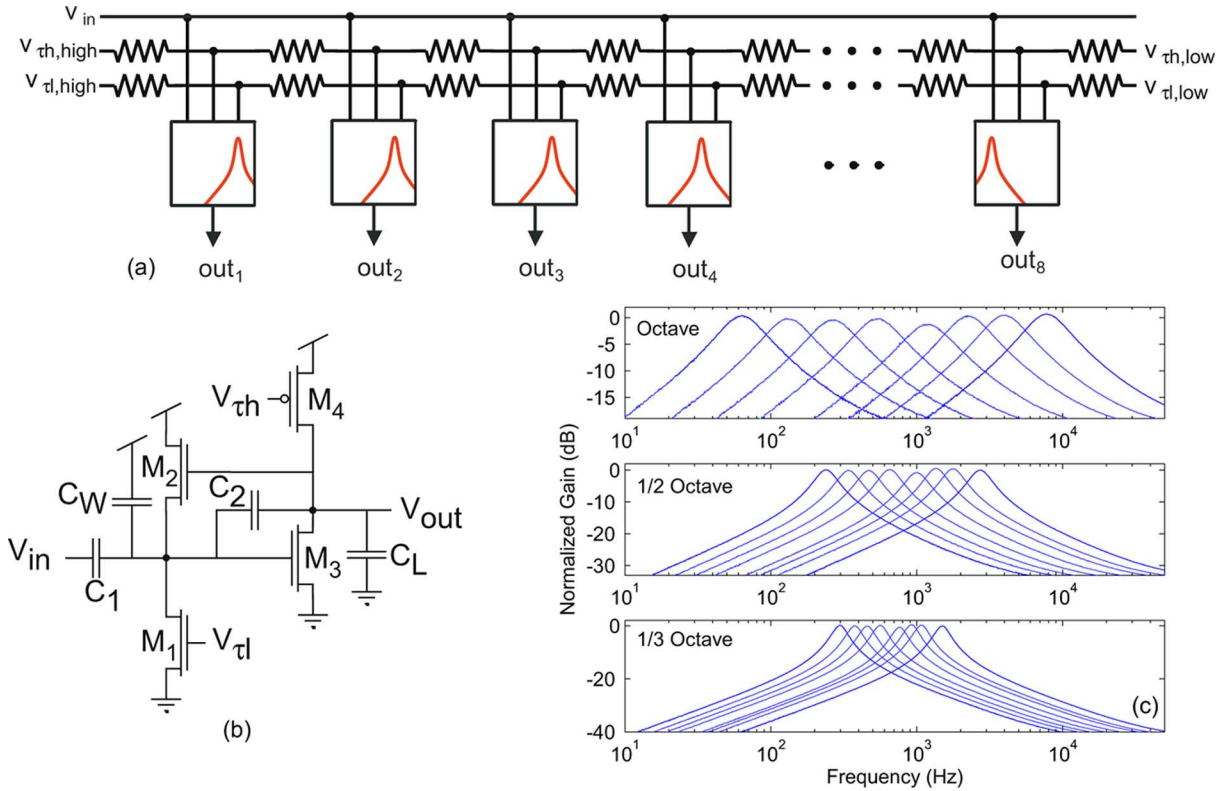 V in
V τh,high
V τl,high
V τh,low
V τl,low
out1
out2
out3
out4
out8
(a)
Vτh
M4
M2
CW
C2
Vout
Vin
C1
M3
CL
M1
Vτl
(b)
Normalized Gain (dB)
Octave
0
-5
-10
-15
10^1 10^2 10^3 10^4
1/2 Octave
0
-10
-20
-30
10^1 10^2 10^3 10^4
1/3 Octave
0
-20
-40
(c)
10^1 10^2 10^3 10^4
Frequency (Hz)